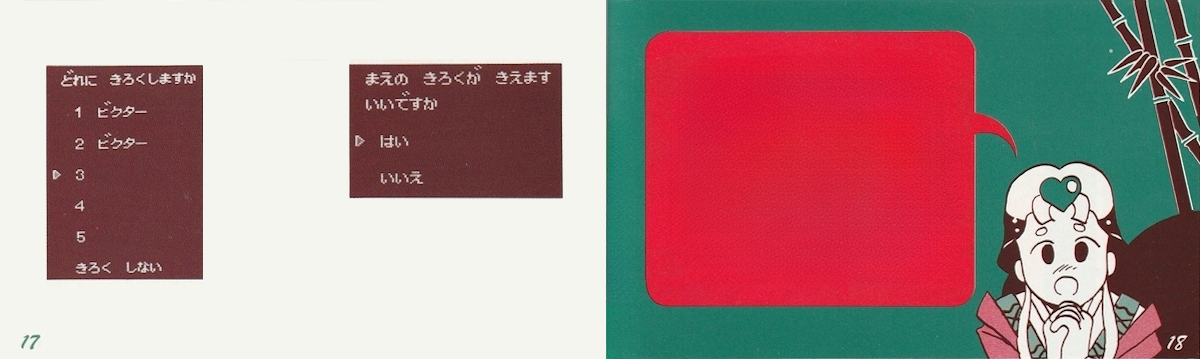 どれに きろくしますか
1 ビクター
2 ビクター
▷ 3
4
5
きろく しない
まえの きろくが きえます
いいですか
▷ はい
いいえ
17
18